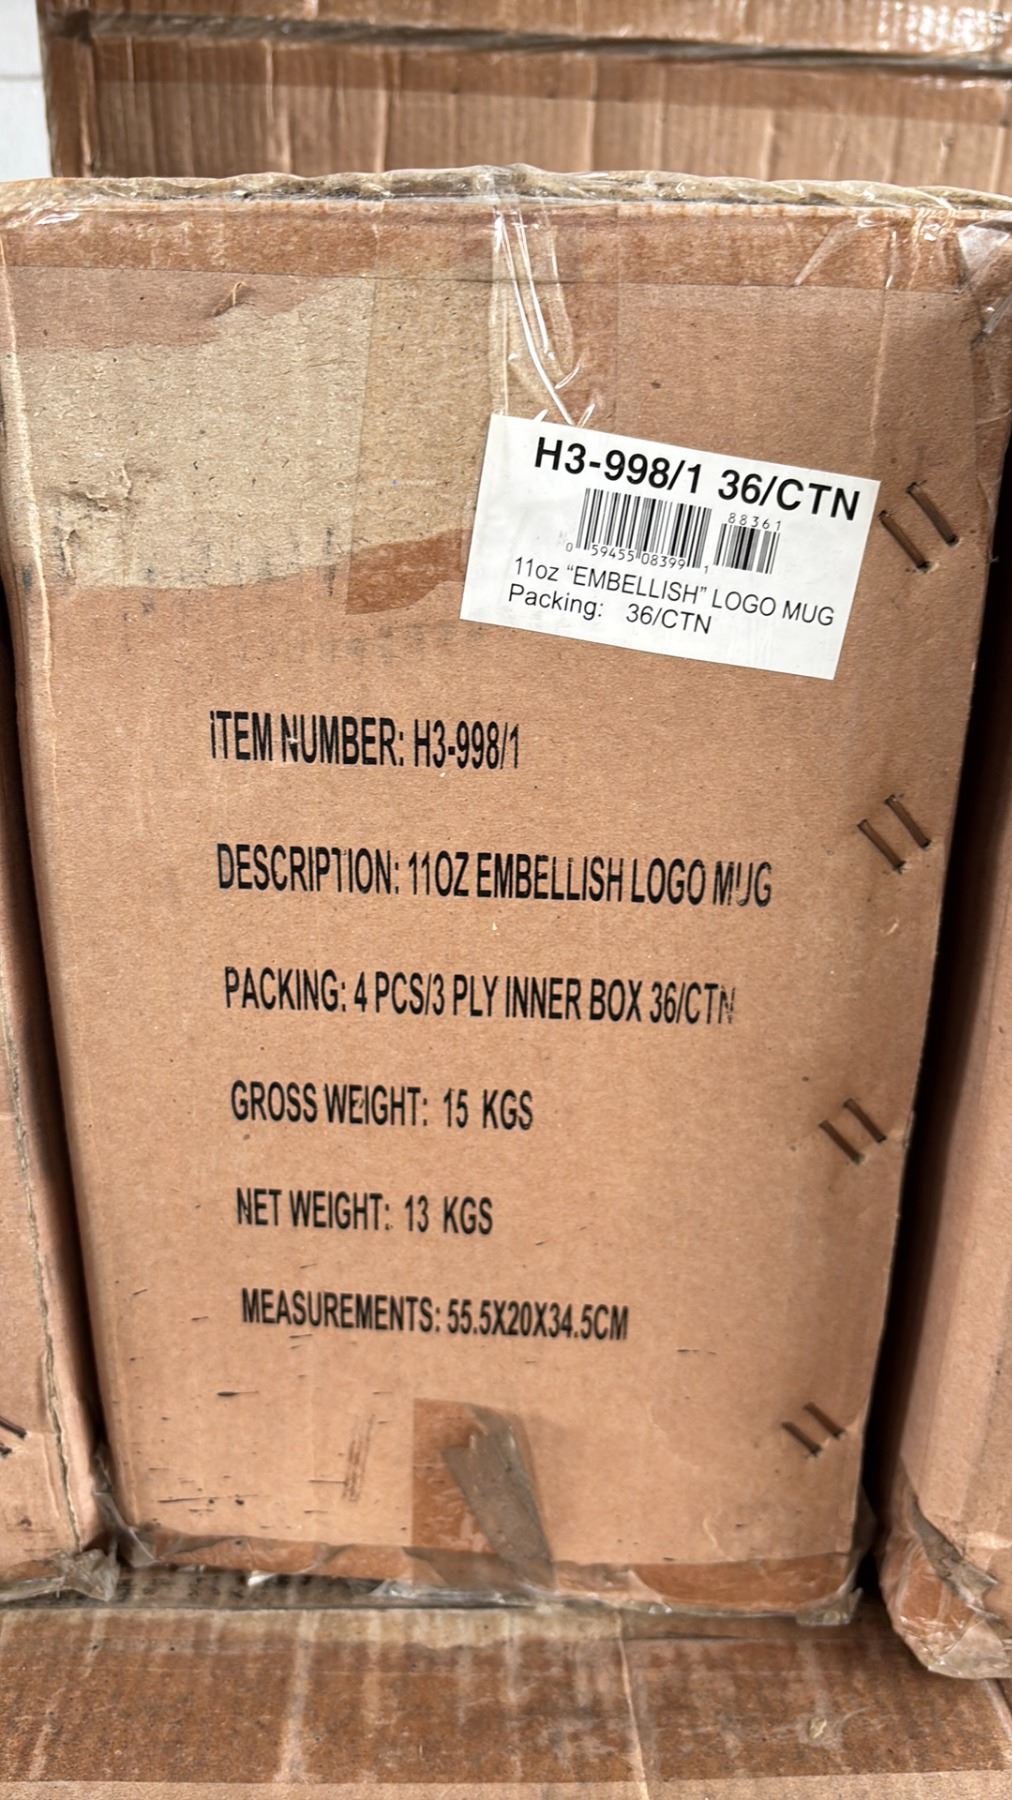 H3-998/1 36/CTN
88361
0 59455 08399 1
11oz “EMBELLISH” LOGO MUG
Packing: 36/CTN
ITEM NUMBER: H3-998/1
DESCRIPTION: 11OZ EMBELLISH LOGO MUG
PACKING: 4 PCS/3 PLY INNER BOX 36/CTN
GROSS WEIGHT: 15 KGS
NET WEIGHT: 13 KGS
MEASUREMENTS: 55.5X20X34.5CM